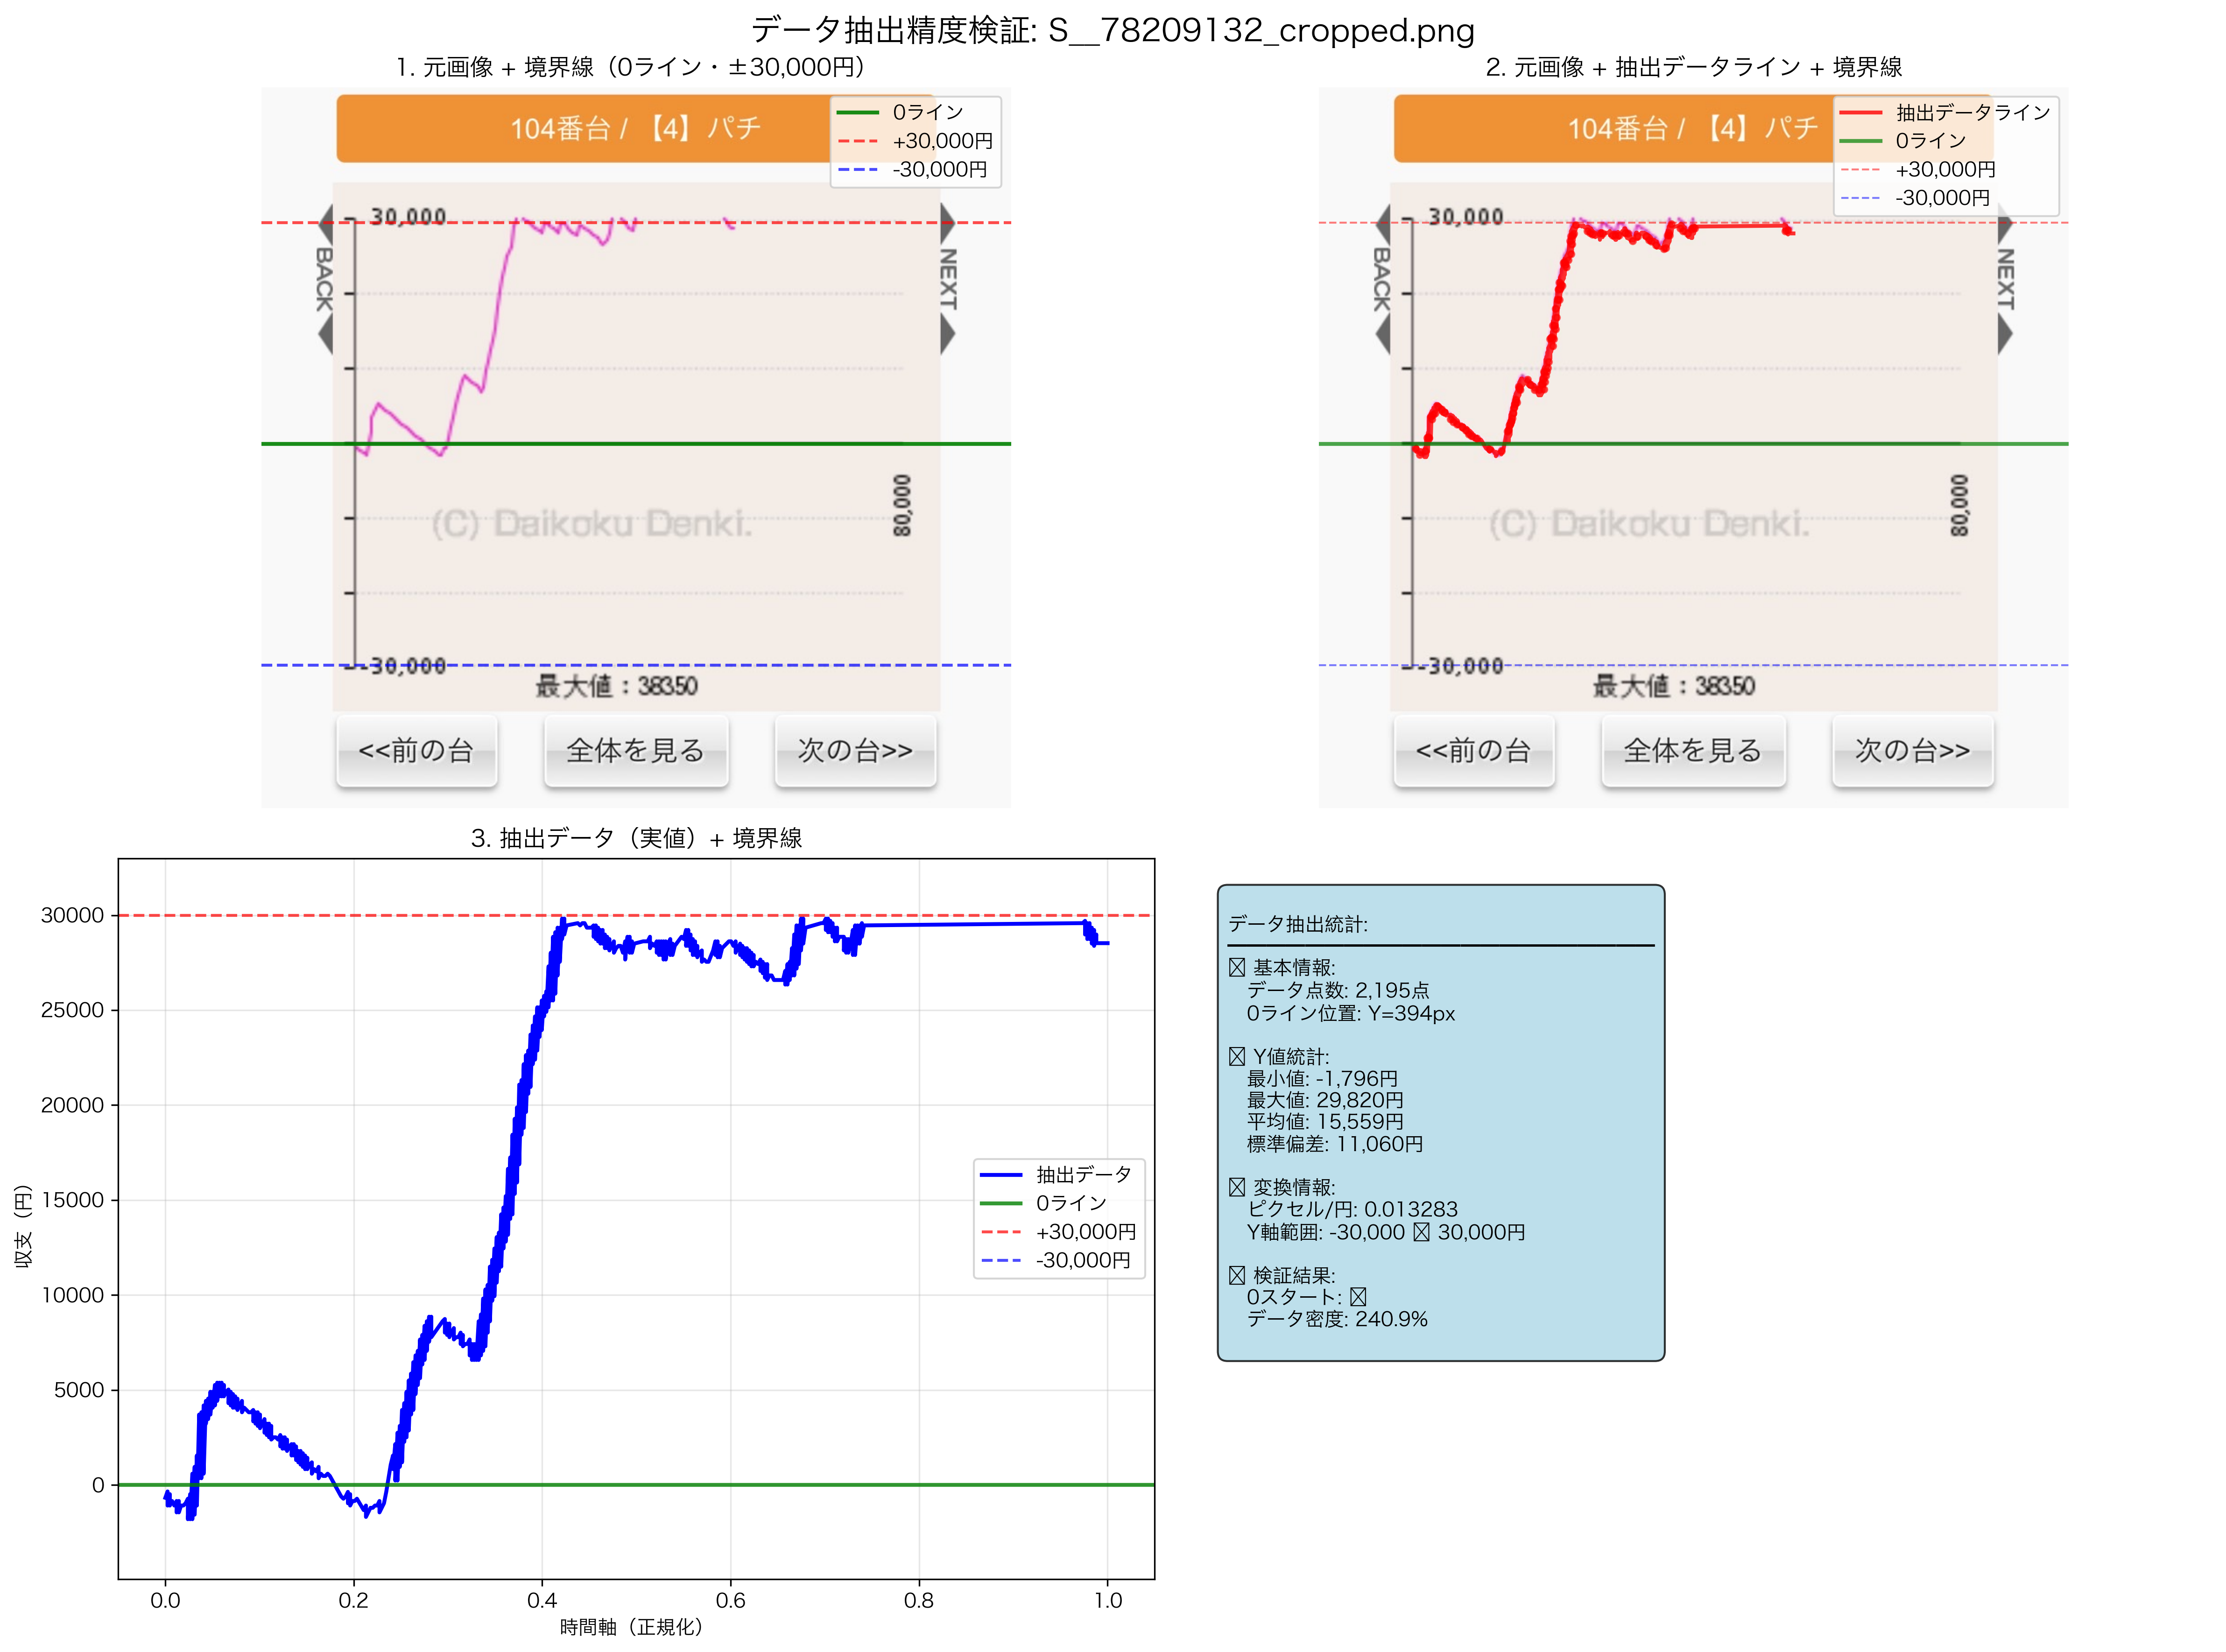 データ抽出精度検証: S__78209132_cropped.png
1. 元画像 + 境界線（0ライン・±30,000円）
104番台 / 【4】パチ
0ライン
+30,000円
-30,000円
30,000
BACK
NEXT
80,000
(C) Daikoku Denki.
-30,000
最大値：38350
<<前の台
全体を見る
次の台>>
2. 元画像 + 抽出データライン + 境界線
104番台 / 【4】パチ
抽出データライン
0ライン
+30,000円
-30,000円
30,000
BACK
NEXT
80,000
(C) Daikoku Denki.
-30,000
最大値：38350
<<前の台
全体を見る
次の台>>
3. 抽出データ（実値）+ 境界線
収支（円）
30000
25000
20000
15000
10000
5000
0
抽出データ
0ライン
+30,000円
-30,000円
0.0 0.2 0.4 0.6 0.8 1.0
時間軸（正規化）
データ抽出統計:
基本情報:
データ点数: 2,195点
0ライン位置: Y=394px
Y値統計:
最小値: -1,796円
最大値: 29,820円
平均値: 15,559円
標準偏差: 11,060円
変換情報:
ピクセル/円: 0.013283
Y軸範囲: -30,000 30,000円
検証結果:
0スタート:
データ密度: 240.9%